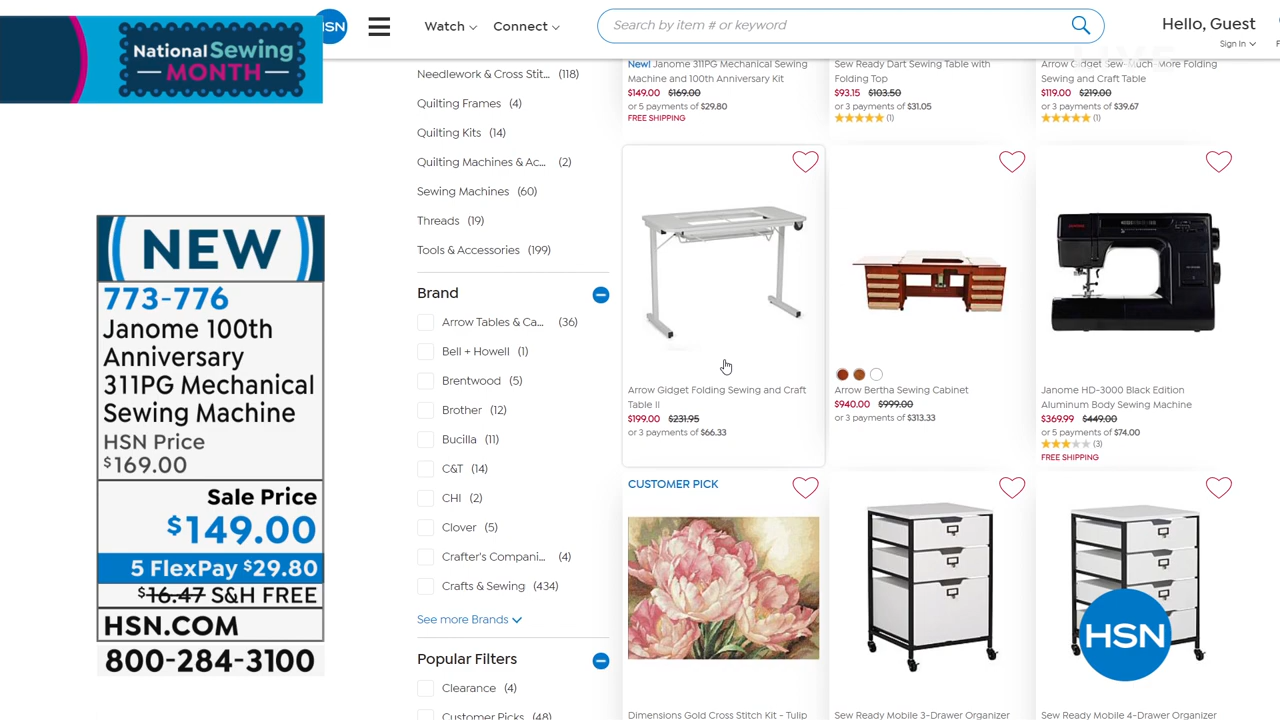 National Sewing
MONTH
HSN
Watch
Connect
Search by item # or keyword
Hello, Guest
Sign In
F
LIVE
NEW
773-776
Janome 100th
Anniversary
311PG Mechanical
Sewing Machine
HSN Price
$169.00
Sale Price
$149.00
5 FlexPay $29.80
$16.47 S&H FREE
HSN.COM
800-284-3100
Needlework & Cross Stit... (118)
Quilting Frames (4)
Quilting Kits (14)
Quilting Machines & Ac... (2)
Sewing Machines (60)
Threads (19)
Tools & Accessories (199)
Brand
Arrow Tables & Ca... (36)
Bell + Howell (1)
Brentwood (5)
Brother (12)
Bucilla (11)
C&T (14)
CHI (2)
Clover (5)
Crafter's Compani... (4)
Crafts & Sewing (434)
See more Brands
Popular Filters
Clearance (4)
Customer Picks (48)
New! Janome 311PG Mechanical Sewing
Machine and 100th Anniversary Kit
$149.00 $169.00
or 5 payments of $29.80
FREE SHIPPING
Sew Ready Dart Sewing Table with
Folding Top
$93.15 $103.50
or 3 payments of $31.05
(1)
Arrow Gidget Sew-Much-More Folding
Sewing and Craft Table
$119.00 $219.00
or 3 payments of $39.67
(1)
Arrow Gidget Folding Sewing and Craft
Table II
$199.00 $231.95
or 3 payments of $66.33
Arrow Bertha Sewing Cabinet
$940.00 $999.00
or 3 payments of $313.33
Janome HD-3000 Black Edition
Aluminum Body Sewing Machine
$369.99 $449.00
or 5 payments of $74.00
(3)
FREE SHIPPING
CUSTOMER PICK
Dimensions Gold Cross Stitch Kit - Tulip
Sew Ready Mobile 3-Drawer Organizer
Sew Ready Mobile 4-Drawer Organizer
HSN